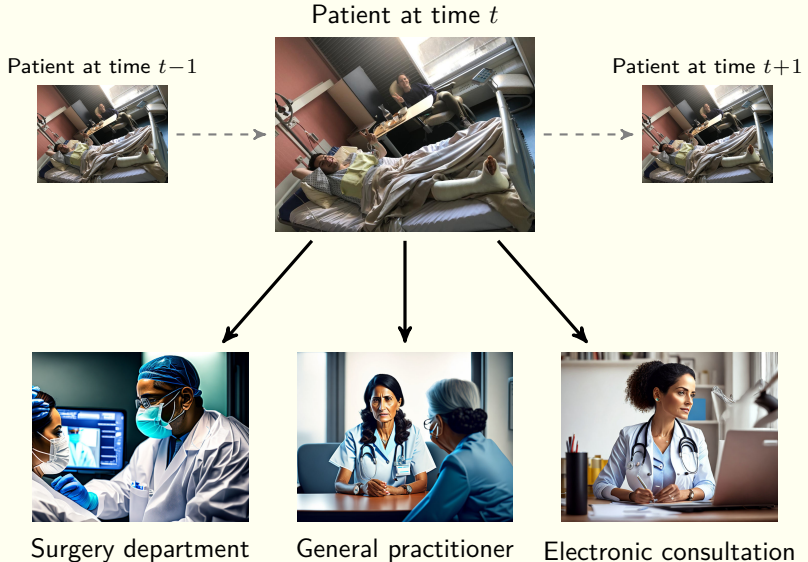 Patient at time t
Patient at time t−1
Patient at time t+1
Surgery department
General practitioner
Electronic consultation